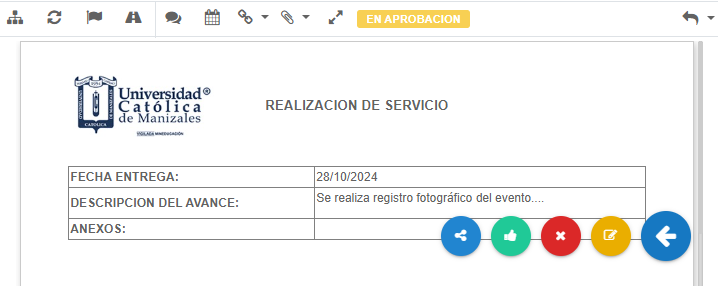 EN APROBACION
Universidad®
Católica
de Manizales
VIGILADA MINEDUCACIÓN
REALIZACION DE SERVICIO
FECHA ENTREGA: 28/10/2024
DESCRIPCION DEL AVANCE: Se realiza registro fotográfico del evento....
ANEXOS: